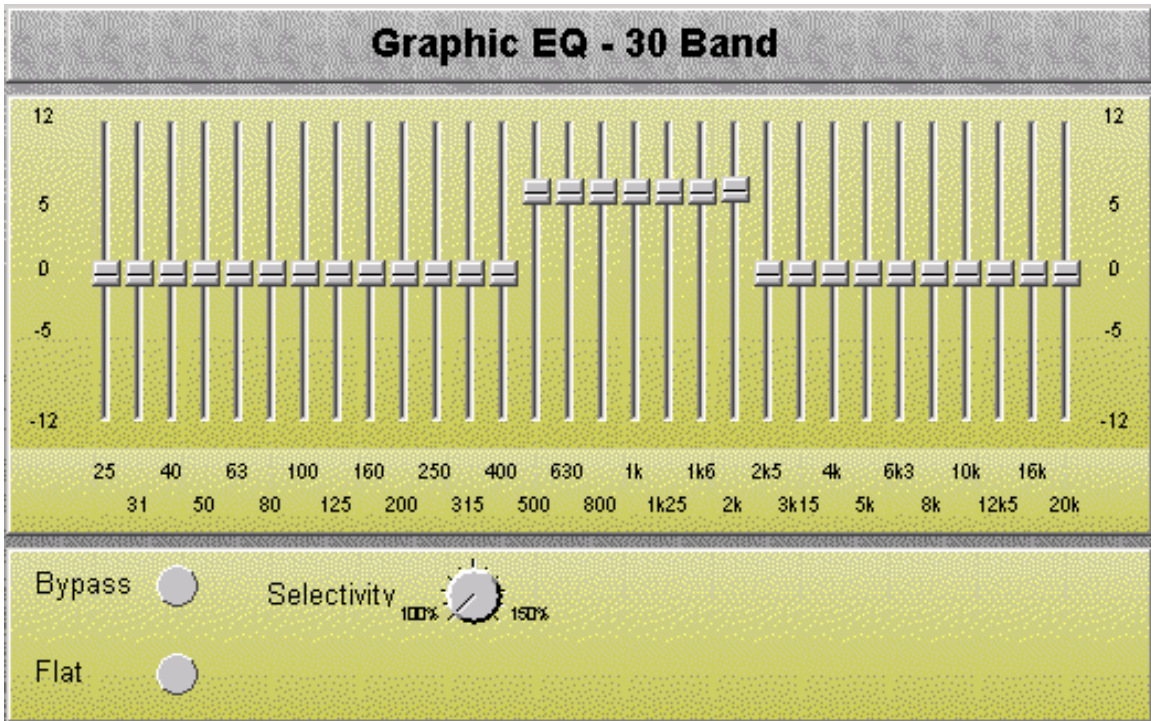 Graphic EQ - 30 Band
12 12
5 5
0 0
-5 -5
-12 -12
25 40 63 100 160 250 400 630 1k 1k6 2k5 4k 6k3 10k 16k
31 50 80 125 200 315 500 800 1k25 2k 3k15 5k 8k 12k5 20k
Bypass Selectivity 100% 150%
Flat